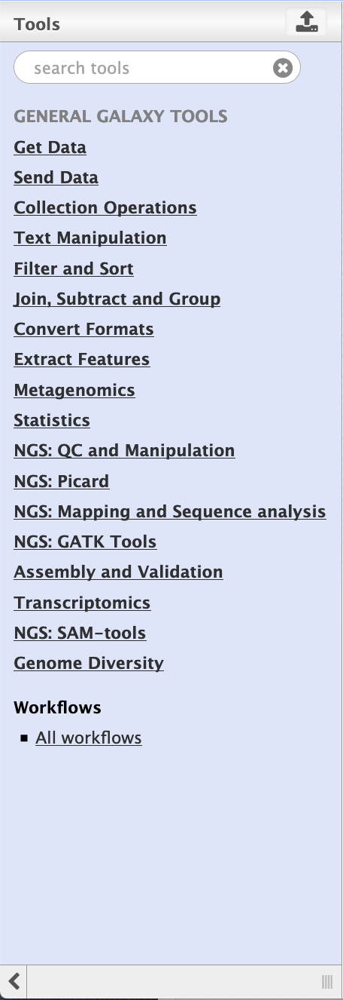 Tools
search tools
GENERAL GALAXY TOOLS
Get Data
Send Data
Collection Operations
Text Manipulation
Filter and Sort
Join, Subtract and Group
Convert Formats
Extract Features
Metagenomics
Statistics
NGS: QC and Manipulation
NGS: Picard
NGS: Mapping and Sequence analysis
NGS: GATK Tools
Assembly and Validation
Transcriptomics
NGS: SAM-tools
Genome Diversity
Workflows
All workflows